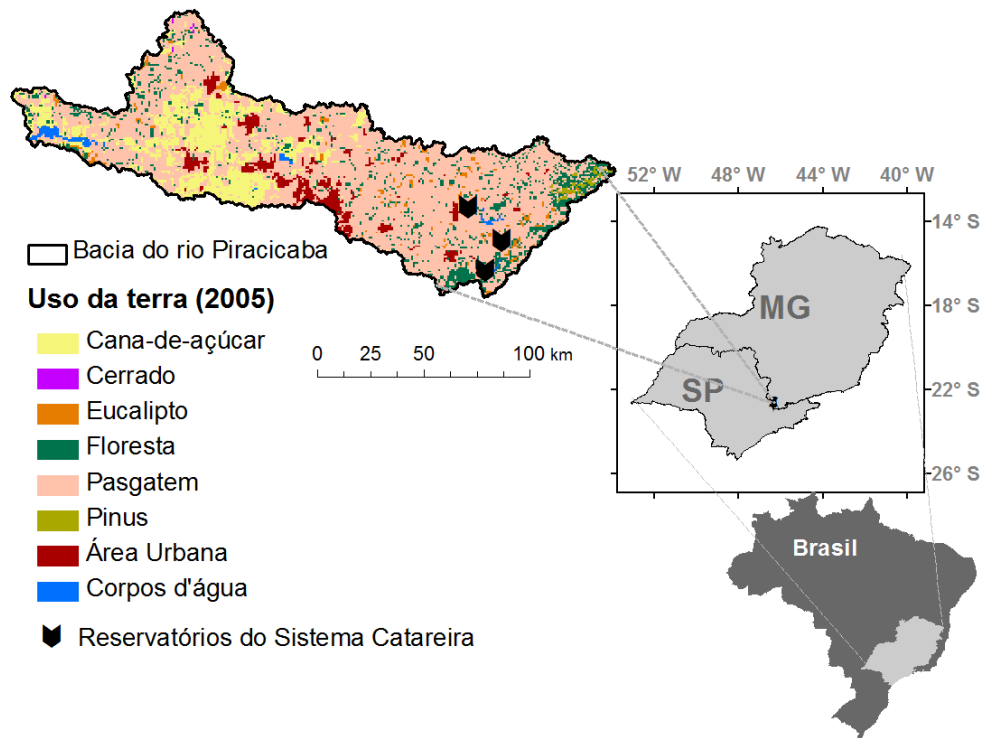 Bacia do rio Piracicaba
Uso da terra (2005)
Cana-de-açúcar
Cerrado
Eucalipto
Floresta
Pasgatem
Pinus
Área Urbana
Corpos d'água
Reservatórios do Sistema Catareira
0 25 50 100 km
52 W 48 W 44 W 40 W
14° S
18° S
22° S
26° S
MG
SP
Brasil